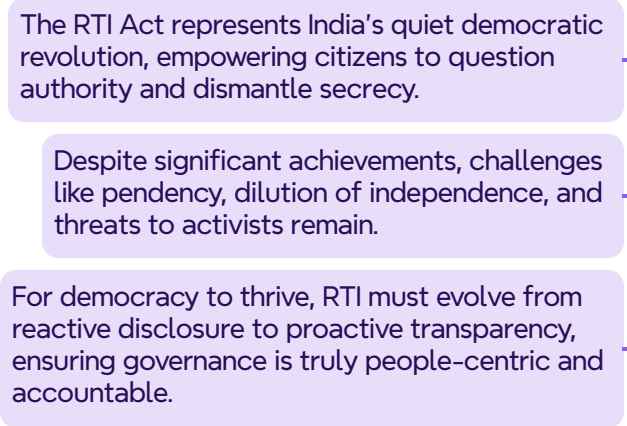 The RTI Act represents India's quiet democratic
revolution, empowering citizens to question
authority and dismantle secrecy.
Despite significant achievements, challenges
like pendency, dilution of independence, and
threats to activists remain.
For democracy to thrive, RTI must evolve from
reactive disclosure to proactive transparency,
ensuring governance is truly people-centric and
accountable.